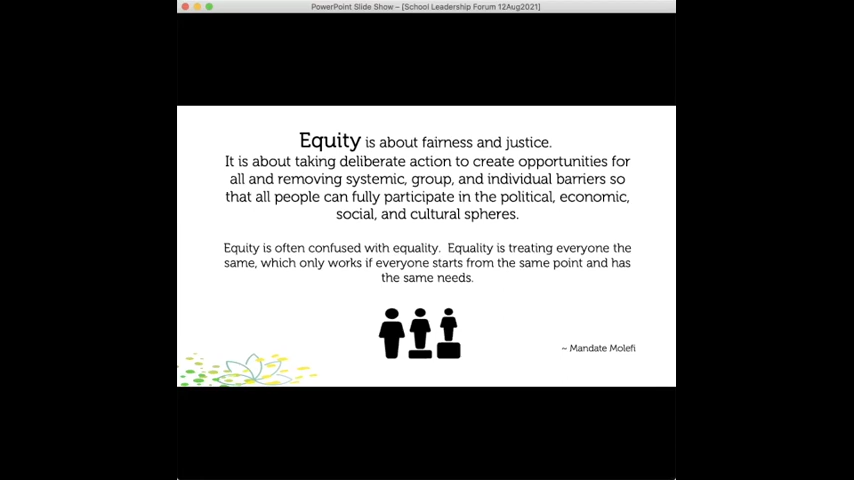 PowerPoint Slide Show – [School Leadership Forum 12Aug2021]
Equity is about fairness and justice.
It is about taking deliberate action to create opportunities for
all and removing systemic, group, and individual barriers so
that all people can fully participate in the political, economic,
social, and cultural spheres.
Equity is often confused with equality.  Equality is treating everyone the
same, which only works if everyone starts from the same point and has
the same needs.
~ Mandate Molefi